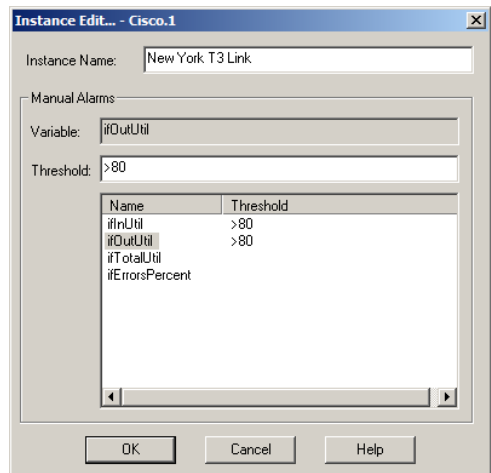 Instance Edit... - Cisco.1
Instance Name: New York T3 Link
Manual Alarms
Variable: ifOutUtil
Threshold: >80
Name Threshold
ifInUtil >80
ifOutUtil >80
ifTotalUtil
ifErrorsPercent
OK Cancel Help